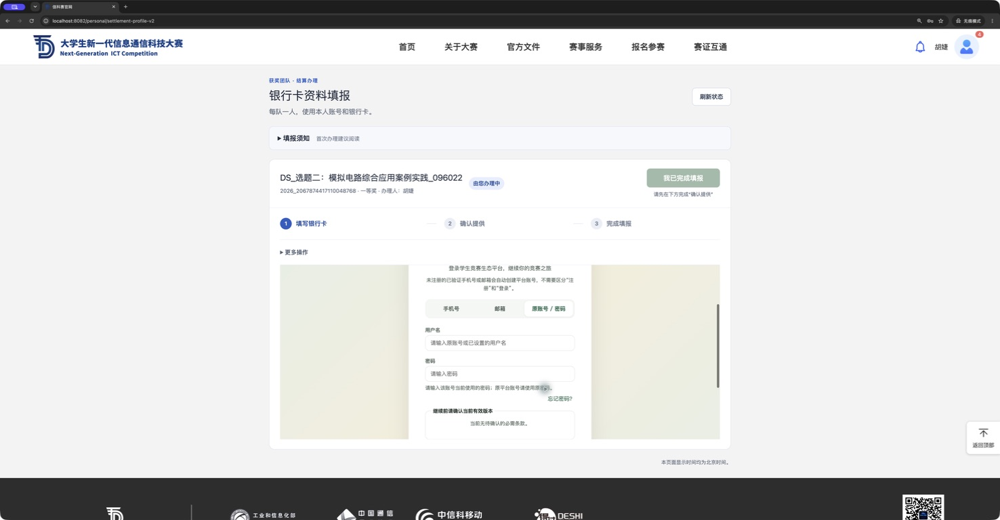 信科赛官网
localhost:8082/personal/settlement-profile-v2
无痕模式
大学生新一代信息通信科技大赛
Next-Generation ICT Competition
首页
关于大赛
官方文件
赛事服务
报名参赛
赛证互通
胡婕
4
获奖团队 · 结算办理
银行卡资料填报
每队一人，使用本人账号和银行卡。
刷新状态
填报须知 首次办理建议阅读
DS_选题二：模拟电路综合应用案例实践_096022
由您办理中
2026_2067874417110048768 · 一等奖 · 办理人：胡婕
我已完成填报
请先在下方完成“确认提供”
1 填写银行卡
2 确认提供
3 完成填报
更多操作
登录学生竞赛生态平台，继续你的竞赛之旅
未注册的已验证手机号或邮箱会自动创建平台账号，不需要区分“注
册”和“登录”。
手机号
邮箱
原账号 / 密码
用户名
请输入原账号或已设置的用户名
密码
请输入密码
请输入该账号当前使用的密码；原平台账号请使用原密码。
忘记密码?
继续前请确认当前有效版本
当前无待确认的必需条款。
返回顶部
本页面显示时间均为北京时间。
工业和信息化部
中国通信
中信科移动
DESHI